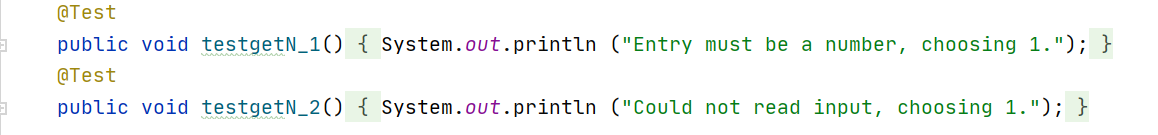 @Test
public void testgetN_1() { System.out.println ("Entry must be a number, choosing 1."); }
@Test
public void testgetN_2() { System.out.println ("Could not read input, choosing 1."); }